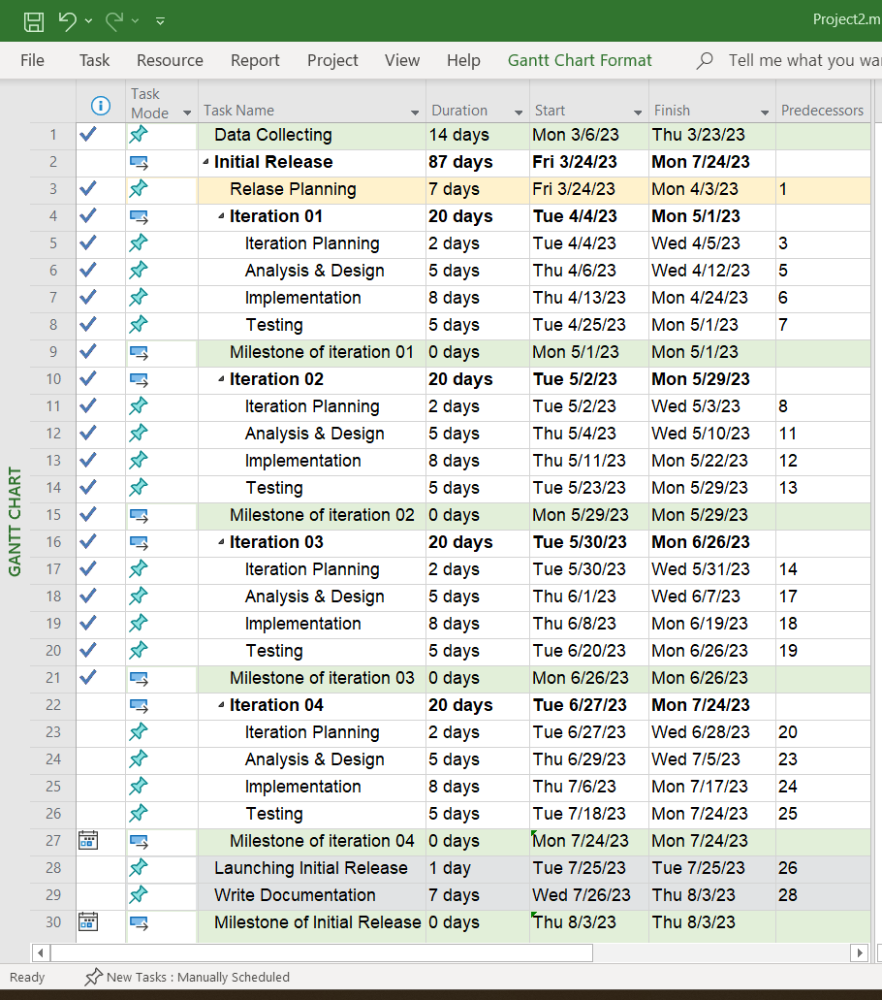 Project2.m
File Task Resource Report Project View Help Gantt Chart Format Tell me what you wa
Task Mode Task Name Duration Start Finish Predecessors
1 Data Collecting 14 days Mon 3/6/23 Thu 3/23/23
2 Initial Release 87 days Fri 3/24/23 Mon 7/24/23
3 Relase Planning 7 days Fri 3/24/23 Mon 4/3/23 1
4 Iteration 01 20 days Tue 4/4/23 Mon 5/1/23
5 Iteration Planning 2 days Tue 4/4/23 Wed 4/5/23 3
6 Analysis & Design 5 days Thu 4/6/23 Wed 4/12/23 5
7 Implementation 8 days Thu 4/13/23 Mon 4/24/23 6
8 Testing 5 days Tue 4/25/23 Mon 5/1/23 7
9 Milestone of iteration 01 0 days Mon 5/1/23 Mon 5/1/23
10 Iteration 02 20 days Tue 5/2/23 Mon 5/29/23
11 Iteration Planning 2 days Tue 5/2/23 Wed 5/3/23 8
12 Analysis & Design 5 days Thu 5/4/23 Wed 5/10/23 11
13 Implementation 8 days Thu 5/11/23 Mon 5/22/23 12
14 Testing 5 days Tue 5/23/23 Mon 5/29/23 13
15 Milestone of iteration 02 0 days Mon 5/29/23 Mon 5/29/23
16 Iteration 03 20 days Tue 5/30/23 Mon 6/26/23
17 Iteration Planning 2 days Tue 5/30/23 Wed 5/31/23 14
18 Analysis & Design 5 days Thu 6/1/23 Wed 6/7/23 17
19 Implementation 8 days Thu 6/8/23 Mon 6/19/23 18
20 Testing 5 days Tue 6/20/23 Mon 6/26/23 19
21 Milestone of iteration 03 0 days Mon 6/26/23 Mon 6/26/23
22 Iteration 04 20 days Tue 6/27/23 Mon 7/24/23
23 Iteration Planning 2 days Tue 6/27/23 Wed 6/28/23 20
24 Analysis & Design 5 days Thu 6/29/23 Wed 7/5/23 23
25 Implementation 8 days Thu 7/6/23 Mon 7/17/23 24
26 Testing 5 days Tue 7/18/23 Mon 7/24/23 25
27 Milestone of iteration 04 0 days Mon 7/24/23 Mon 7/24/23
28 Launching Initial Release 1 day Tue 7/25/23 Tue 7/25/23 26
29 Write Documentation 7 days Wed 7/26/23 Thu 8/3/23 28
30 Milestone of Initial Release 0 days Thu 8/3/23 Thu 8/3/23
GANTT CHART
Ready New Tasks : Manually Scheduled